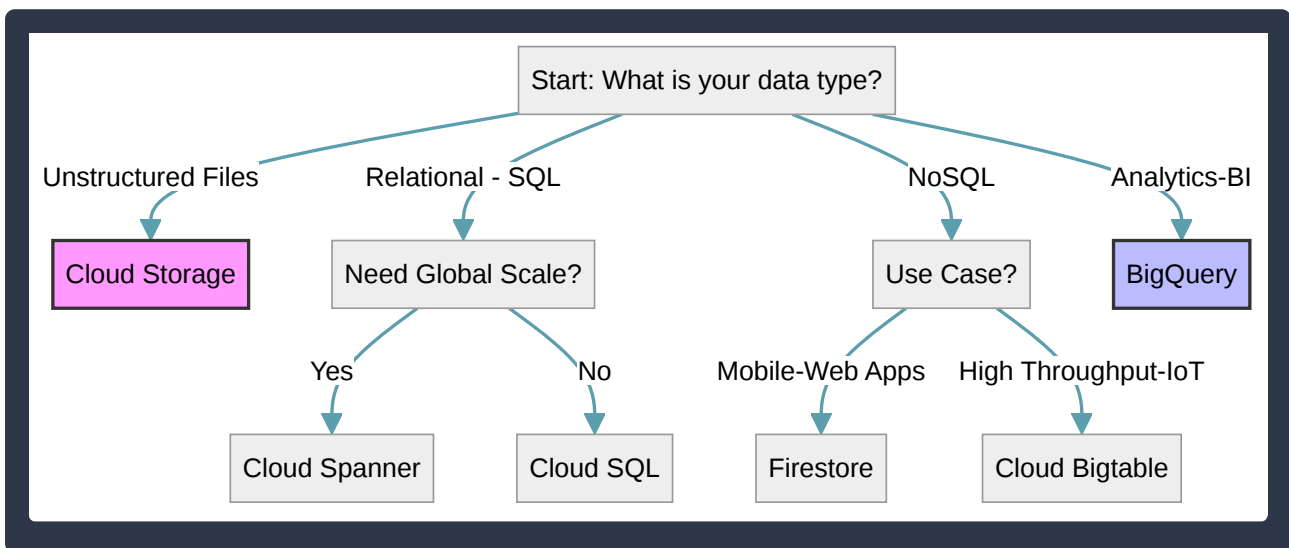 Start: What is your data type?
Unstructured Files
Relational - SQL
NoSQL
Analytics-BI
Cloud Storage
Need Global Scale?
Use Case?
BigQuery
Yes
No
Mobile-Web Apps
High Throughput-IoT
Cloud Spanner
Cloud SQL
Firestore
Cloud Bigtable